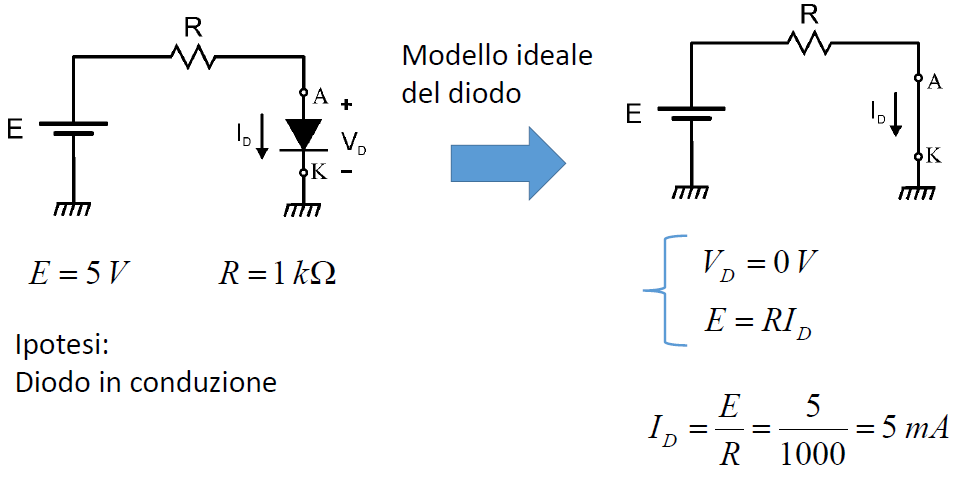 R
E
A
+
I_D
V_D
K
−
Modello ideale
del diodo
R
E
A
I_D
K
E = 5 V
R = 1 kΩ
Ipotesi:
Diodo in conduzione
V_D = 0 V
E = RI_D
I_D = E/R = 5/1000 = 5 mA